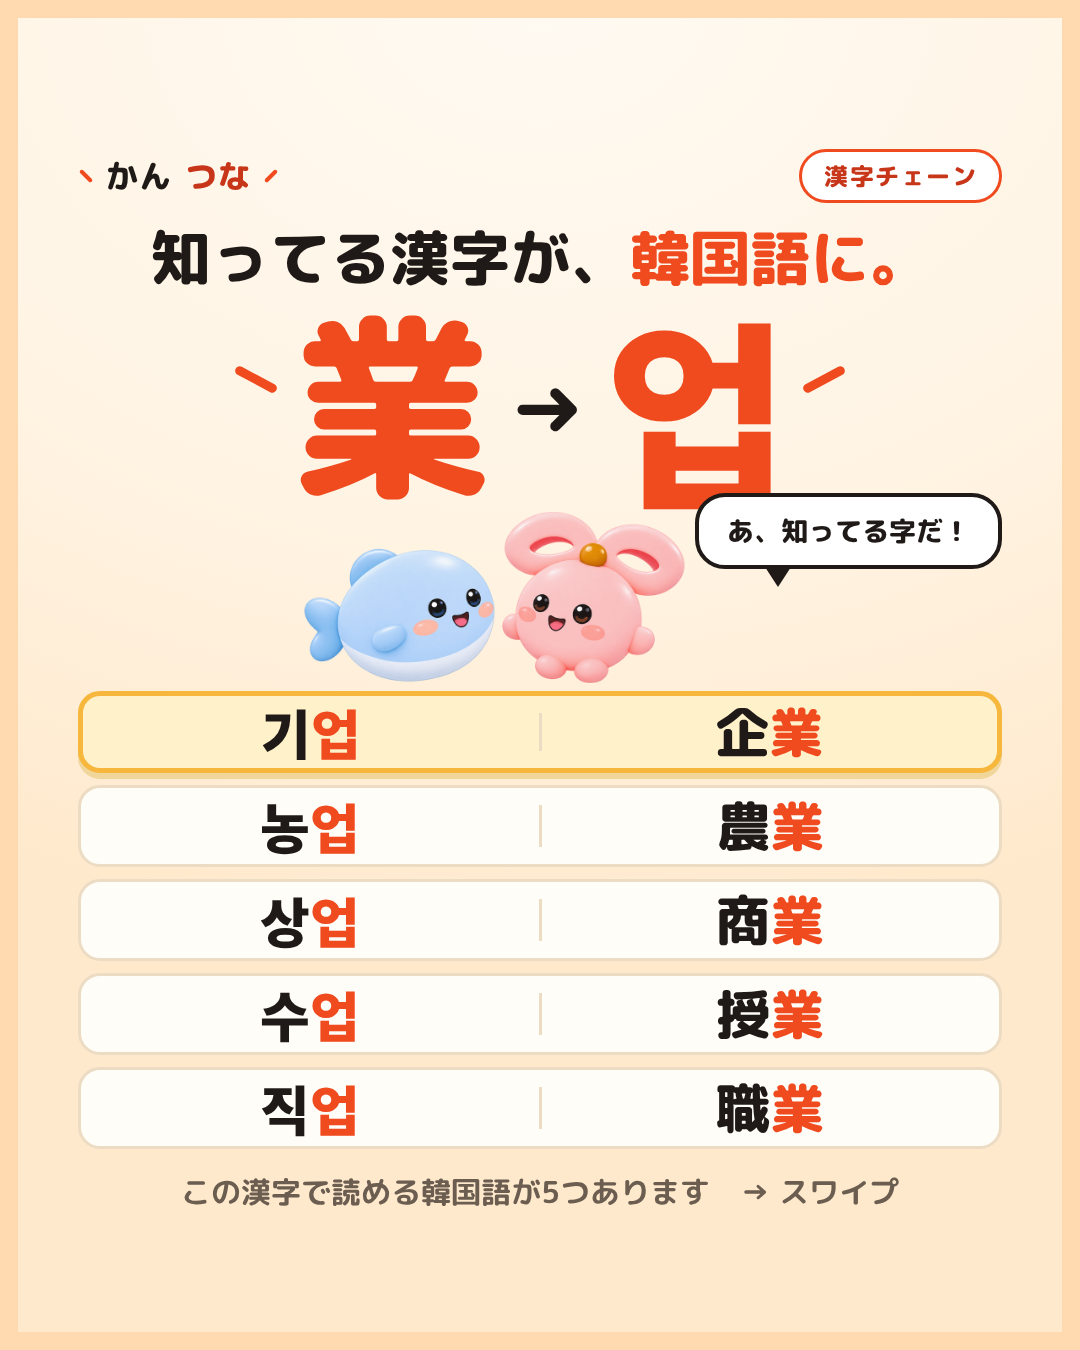 かん つな
漢字チェーン
知ってる漢字が、韓国語に。
業 → 업
あ、知ってる字だ！
기업 企業
농업 農業
상업 商業
수업 授業
직업 職業
この漢字で読める韓国語が5つあります → スワイプ